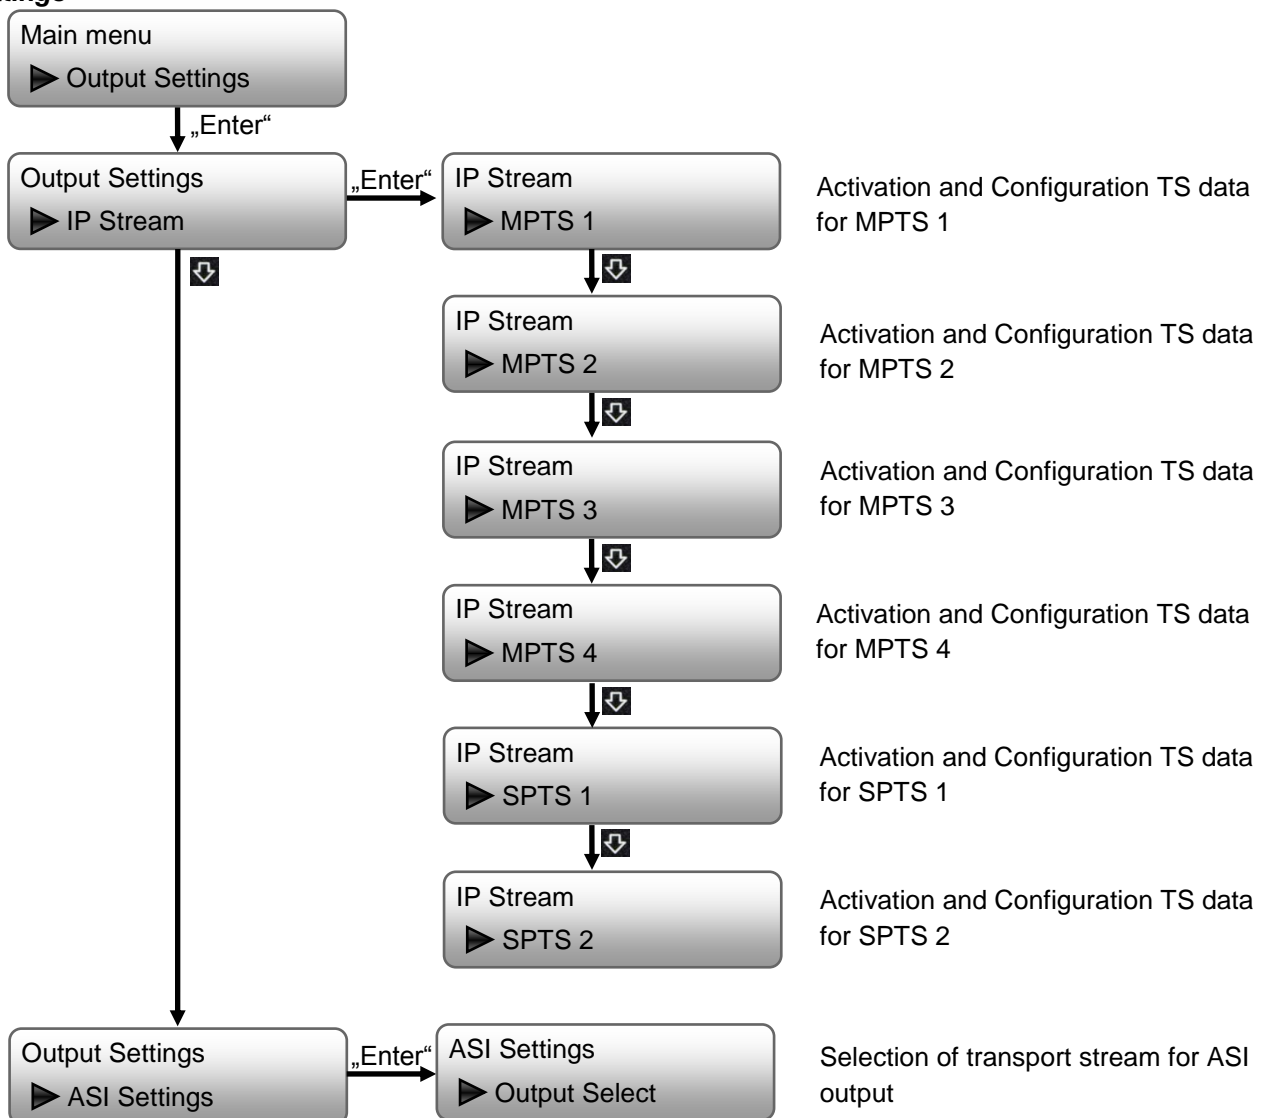 Main menu
Output Settings
„Enter“
Output Settings
IP Stream
„Enter“
IP Stream
MPTS 1
Activation and Configuration TS data
for MPTS 1
IP Stream
MPTS 2
Activation and Configuration TS data
for MPTS 2
IP Stream
MPTS 3
Activation and Configuration TS data
for MPTS 3
IP Stream
MPTS 4
Activation and Configuration TS data
for MPTS 4
IP Stream
SPTS 1
Activation and Configuration TS data
for SPTS 1
IP Stream
SPTS 2
Activation and Configuration TS data
for SPTS 2
Output Settings
ASI Settings
„Enter“
ASI Settings
Output Select
Selection of transport stream for ASI
output